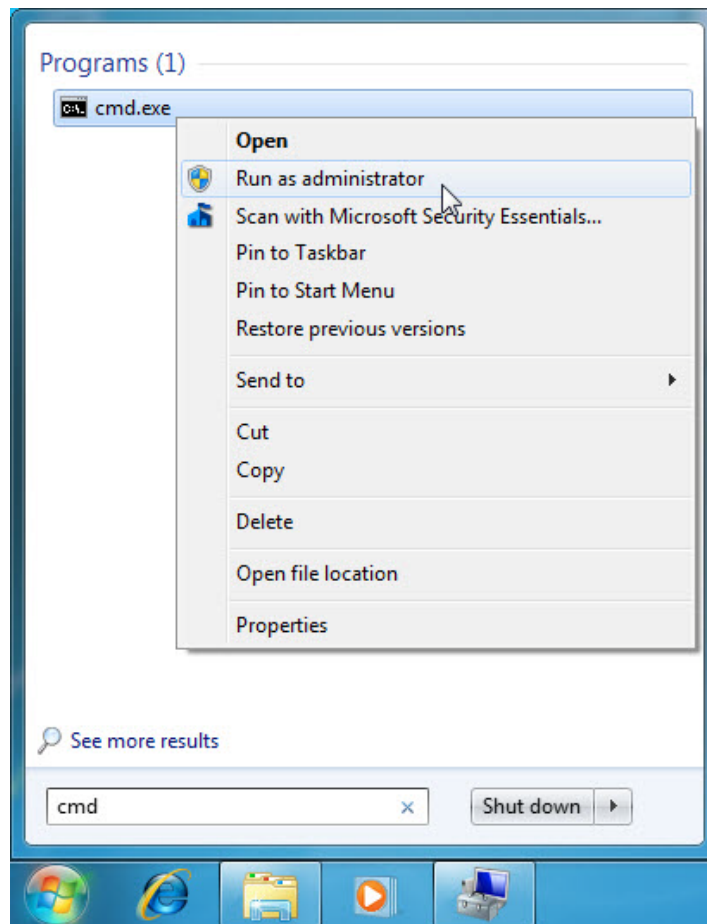 Programs (1)
cmd.exe
Open
Run as administrator
Scan with Microsoft Security Essentials...
Pin to Taskbar
Pin to Start Menu
Restore previous versions
Send to
Cut
Copy
Delete
Open file location
Properties
See more results
cmd
Shut down